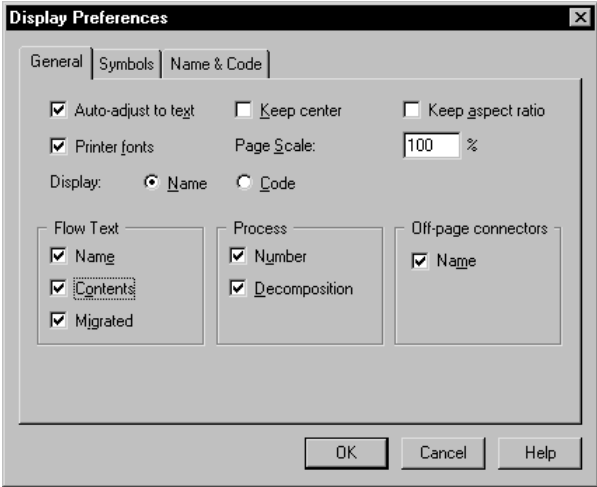 Display Preferences
General Symbols Name & Code
Auto-adjust to text Keep center Keep aspect ratio
Printer fonts Page Scale: 100 %
Display: Name Code
Flow Text Process Off-page connectors
Name Number Name
Contents Decomposition
Migrated
OK Cancel Help